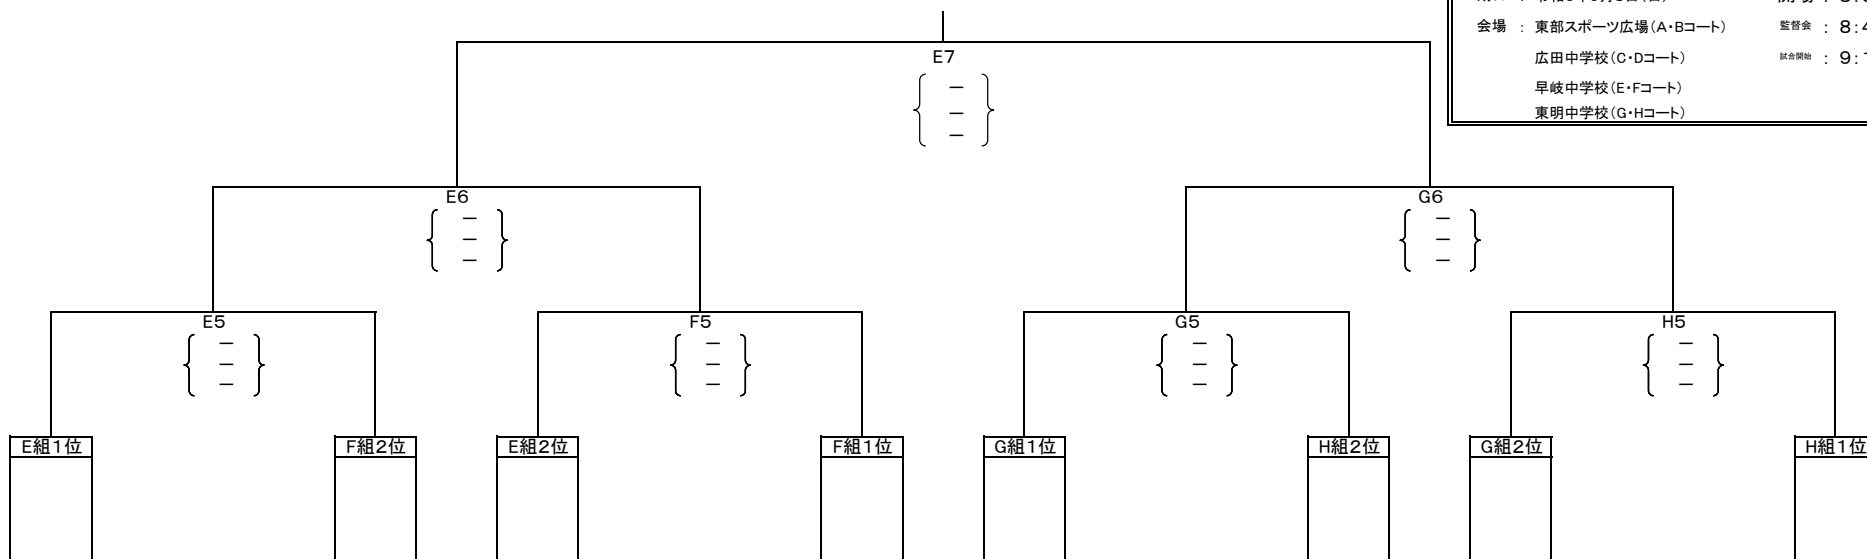 会場 : 東部スポーツ広場(A・Bコート) 監督会 : 8:4
広田中学校(C・Dコート) 試合開始 : 9:1
早岐中学校(E・Fコート)
東明中学校(G・Hコート)
E7
{ － }
－
－
E6
G6
{ － } { － }
－ －
－ －
E5 F5 G5 H5
{ － } { － } { － } { － }
－ － － －
－ － － －
E組1位 F組2位 E組2位 F組1位 G組1位 H組2位 G組2位 H組1位